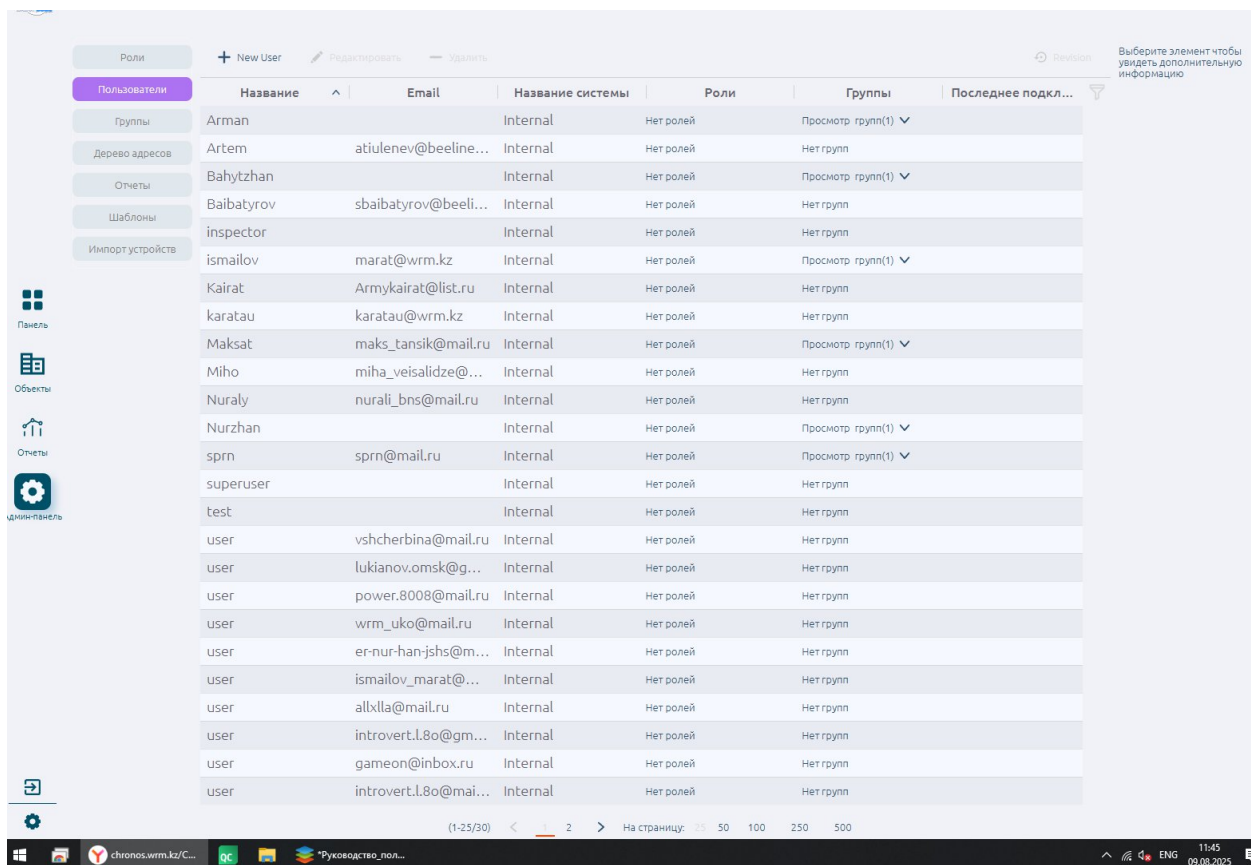 Роли
+ New User
Редактировать
Удалить
Revision
Выберите элемент чтобы
увидеть дополнительную
информацию
Пользователи
Группы
Дерево адресов
Отчеты
Шаблоны
Импорт устройств
Название Email Название системы Роли Группы Последнее подкл...
Arman Internal Нет ролей Просмотр групп(1)
Artem atiulenev@beeline... Internal Нет ролей Нет групп
Bahytzhan Internal Нет ролей Просмотр групп(1)
Baibatyrov sbaibatyrov@beeli... Internal Нет ролей Нет групп
inspector Internal Нет ролей Нет групп
ismailov marat@wrm.kz Internal Нет ролей Просмотр групп(1)
Kairat Armykairat@list.ru Internal Нет ролей Нет групп
karatau karatau@wrm.kz Internal Нет ролей Нет групп
Maksat maks_tansik@mail.ru Internal Нет ролей Просмотр групп(1)
Miho miha_veisalidze@... Internal Нет ролей Нет групп
Nuraly nurali_bns@mail.ru Internal Нет ролей Нет групп
Nurzhan Internal Нет ролей Просмотр групп(1)
sprn sprn@mail.ru Internal Нет ролей Просмотр групп(1)
superuser Internal Нет ролей Нет групп
test Internal Нет ролей Нет групп
user vshcherbina@mail.ru Internal Нет ролей Нет групп
user lukianov.omsk@g... Internal Нет ролей Нет групп
user power.8008@mail.ru Internal Нет ролей Нет групп
user wrm_uko@mail.ru Internal Нет ролей Нет групп
user er-nur-han-jshs@m... Internal Нет ролей Нет групп
user ismailov_marat@... Internal Нет ролей Нет групп
user allxlla@mail.ru Internal Нет ролей Нет групп
user introvert.l.8o@gm... Internal Нет ролей Нет групп
user gameon@inbox.ru Internal Нет ролей Нет групп
user introvert.l.8o@mai... Internal Нет ролей Нет групп
(1-25/30) 1 2 На страницу: 25 50 100 250 500
Панель
Объекты
Отчеты
Админ-панель
chronos.wrm.kz/C...
QC
*Руководство_пол...
ENG
11:45
09.08.2025